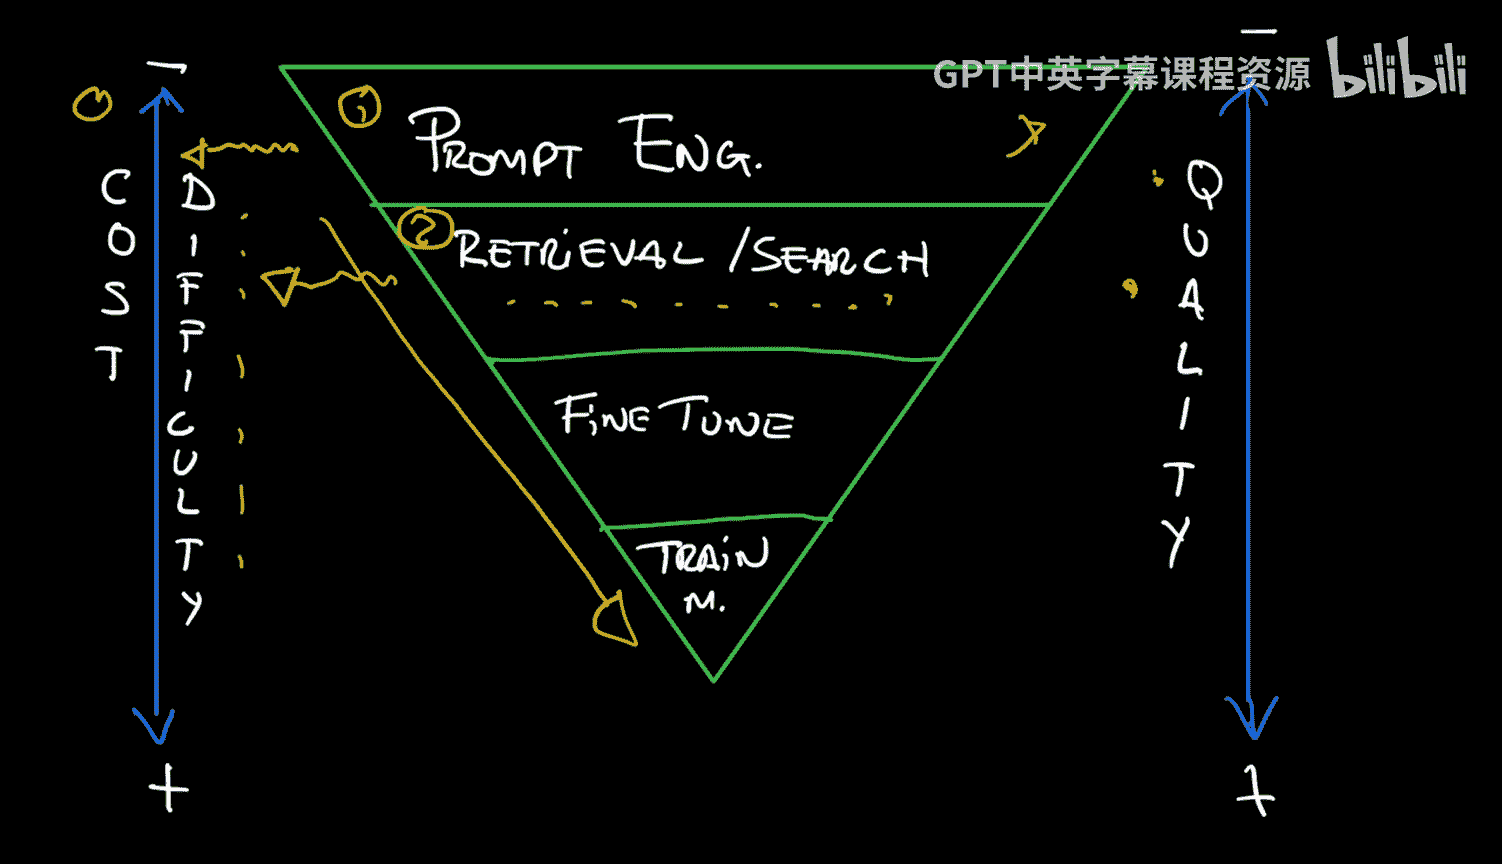 −
−
GPT中英字幕课程资源
bilibili
COST
DIFFICULTY
1
PROMPT ENG.
2
RETRIEVAL / SEARCH
FINE TUNE
TRAIN
M.
QUALITY
+
+